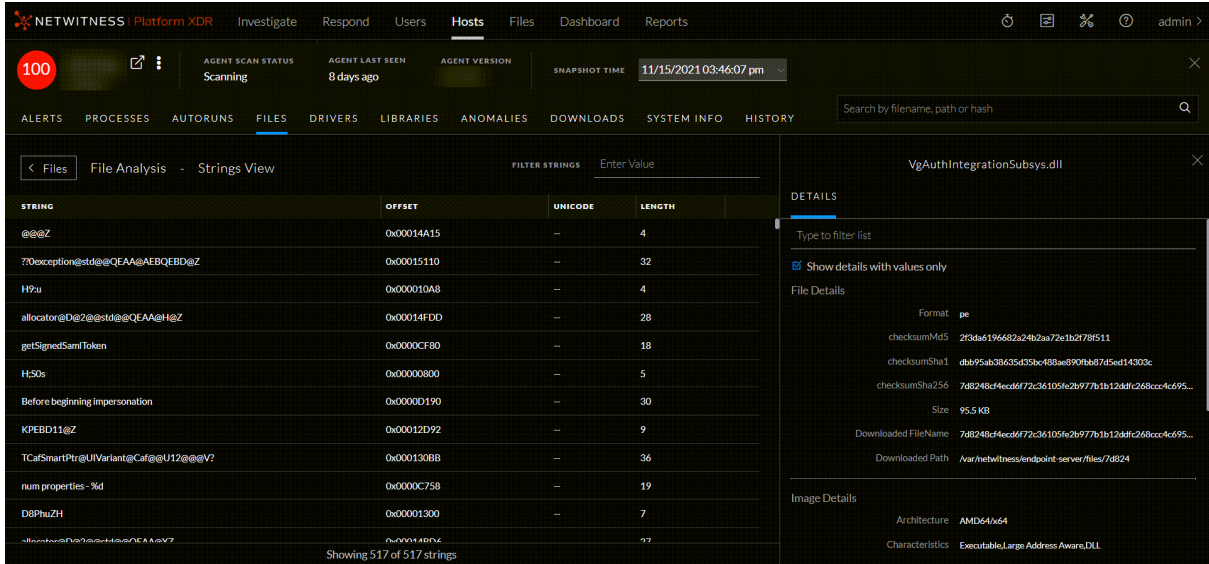 NETWITNESS | Platform XDR Investigate Respond Users Hosts Files Dashboard Reports admin >
100 AGENT SCAN STATUS AGENT LAST SEEN AGENT VERSION
Scanning 8 days ago SNAPSHOT TIME 11/15/2021 03:46:07 pm
Search by filename, path or hash
ALERTS PROCESSES AUTORUNS FILES DRIVERS LIBRARIES ANOMALIES DOWNLOADS SYSTEM INFO HISTORY
< Files File Analysis - Strings View FILTER STRINGS Enter Value
STRING OFFSET UNICODE LENGTH
@@@Z 0x00014A15 -- 4
??0exception@std@@QEAA@AEBQEBD@Z 0x00015110 -- 32
H9:u 0x000010A8 -- 4
allocator@D@2@@std@@QEAA@H@Z 0x00014FDD -- 28
getSignedSamlToken 0x0000CF80 -- 18
H;S0s 0x00000800 -- 5
Before beginning impersonation 0x0000D190 -- 30
KPEBD11@Z 0x00012D92 -- 9
TCafSmartPtr@UIVariant@Caf@@U12@@@V? 0x000130BB -- 36
num properties - %d 0x0000C758 -- 19
D8PhuZH 0x00001300 -- 7
allocator@D@2@@std@@QEAA@XZ 0x00014BD6 -- 27
Showing 517 of 517 strings
VgAuthIntegrationSubsys.dll
DETAILS
Type to filter list
Show details with values only
File Details
Format pe
checksumMd5 2f3da6196682a24b2aa72e1b2f78f511
checksumSha1 dbb95ab38635d35bc488ae890fbb87d5ed14303c
checksumSha256 7d8248cf4ecd6f72c36105fe2b977b1b12ddfc268ccc4c695...
Size 95.5 KB
Downloaded FileName 7d8248cf4ecd6f72c36105fe2b977b1b12ddfc268ccc4c695...
Downloaded Path /var/netwitness/endpoint-server/files/7d824
Image Details
Architecture AMD64/x64
Characteristics Executable,Large Address Aware,DLL